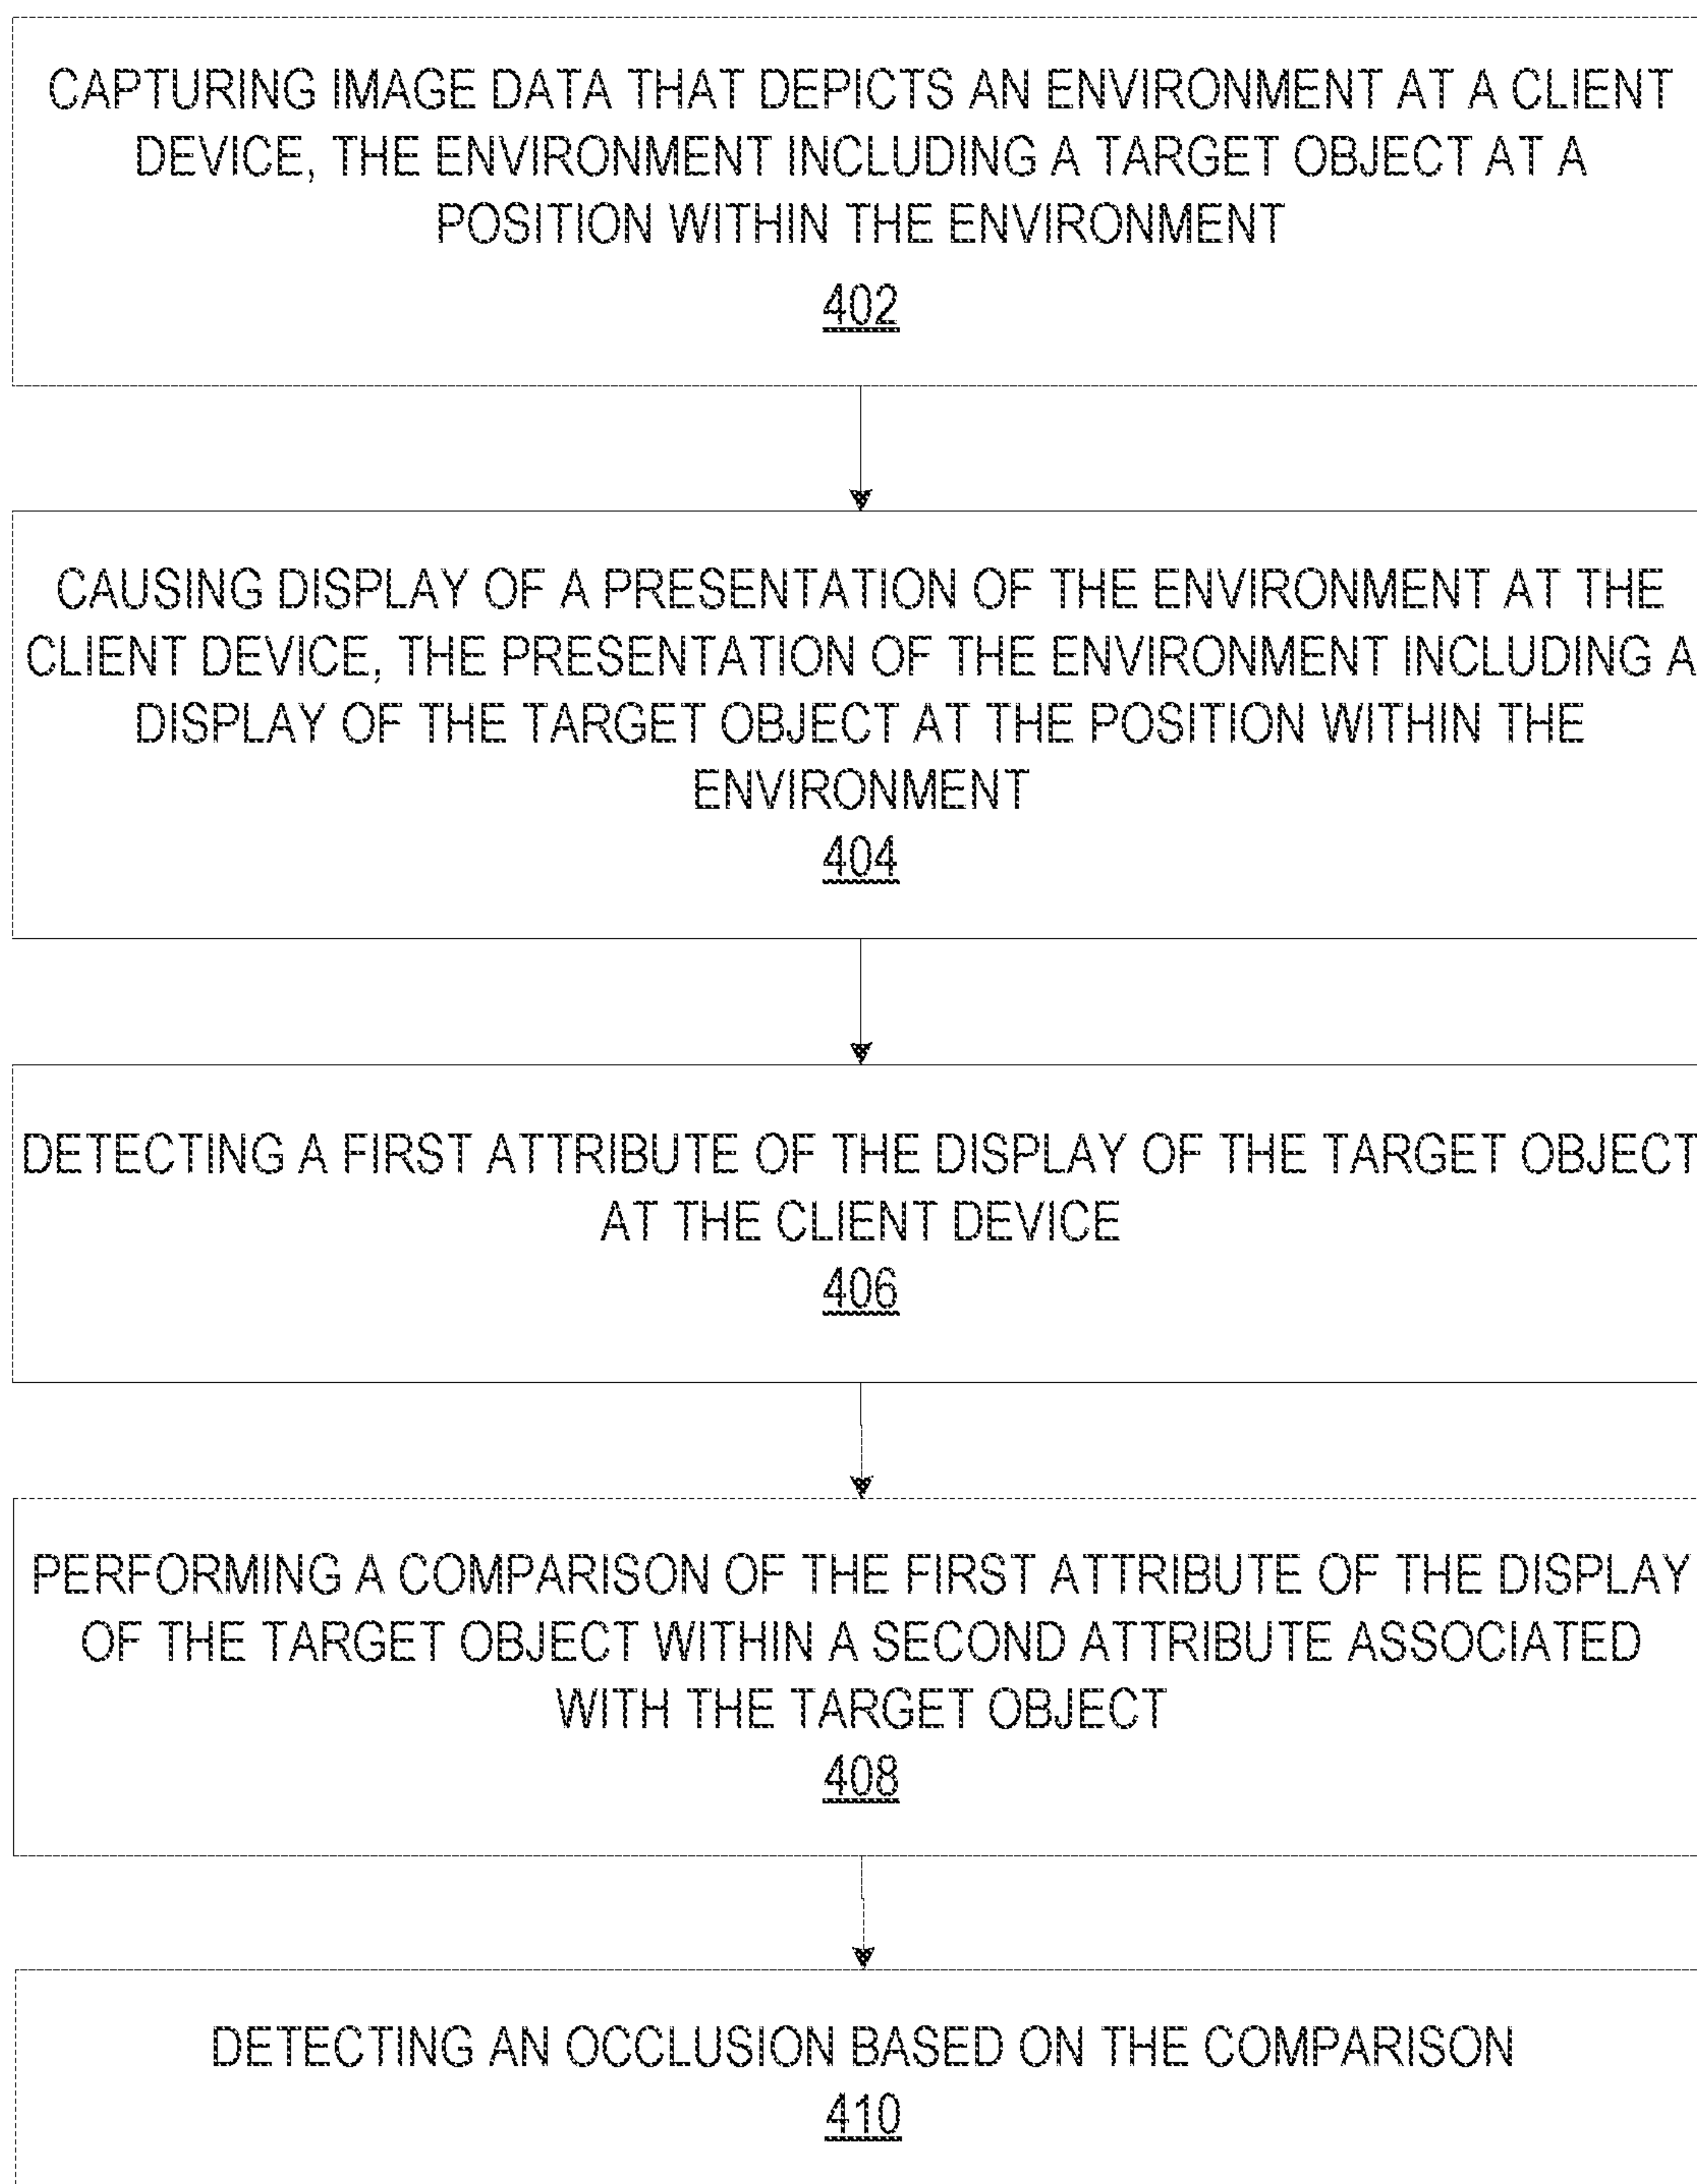 CAPTURING IMAGE DATA THAT DEPICTS AN ENVIRONMENT AT A CLIENT
DEVICE, THE ENVIRONMENT INCLUDING A TARGET OBJECT AT A
POSITION WITHIN THE ENVIRONMENT
402
CAUSING DISPLAY OF A PRESENTATION OF THE ENVIRONMENT AT THE
CLIENT DEVICE, THE PRESENTATION OF THE ENVIRONMENT INCLUDING A
DISPLAY OF THE TARGET OBJECT AT THE POSITION WITHIN THE
ENVIRONMENT
404
DETECTING A FIRST ATTRIBUTE OF THE DISPLAY OF THE TARGET OBJECT
AT THE CLIENT DEVICE
406
PERFORMING A COMPARISON OF THE FIRST ATTRIBUTE OF THE DISPLAY
OF THE TARGET OBJECT WITHIN A SECOND ATTRIBUTE ASSOCIATED
WITH THE TARGET OBJECT
408
DETECTING AN OCCLUSION BASED ON THE COMPARISON
410